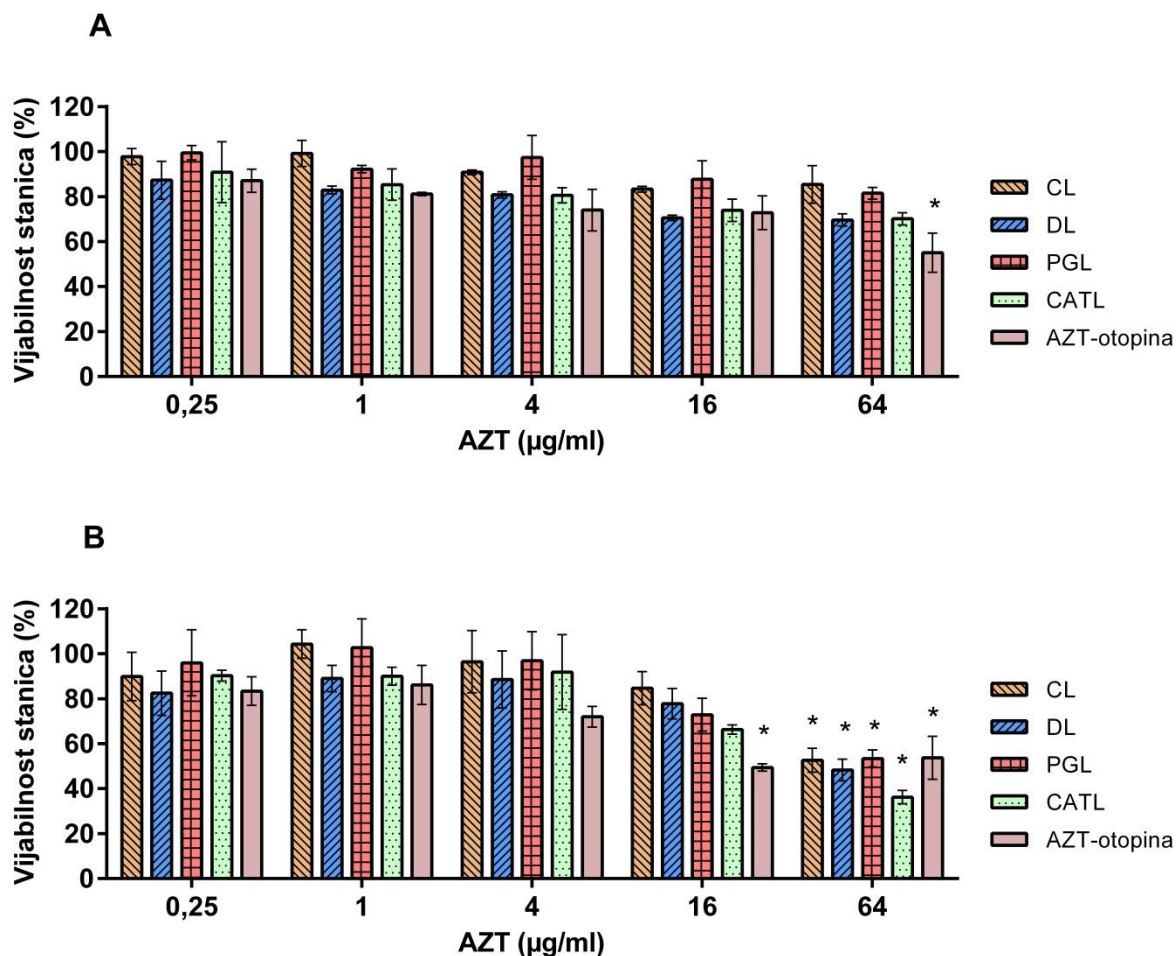 A
Vijabilnost stanica (%)
120
100
80
60
40
20
0
0,25 1 4 16 64
AZT (µg/ml)
*
CL
DL
PGL
CATL
AZT-otopina
B
Vijabilnost stanica (%)
120
100
80
60
40
20
0
0,25 1 4 16 64
AZT (µg/ml)
* * * * * *
CL
DL
PGL
CATL
AZT-otopina